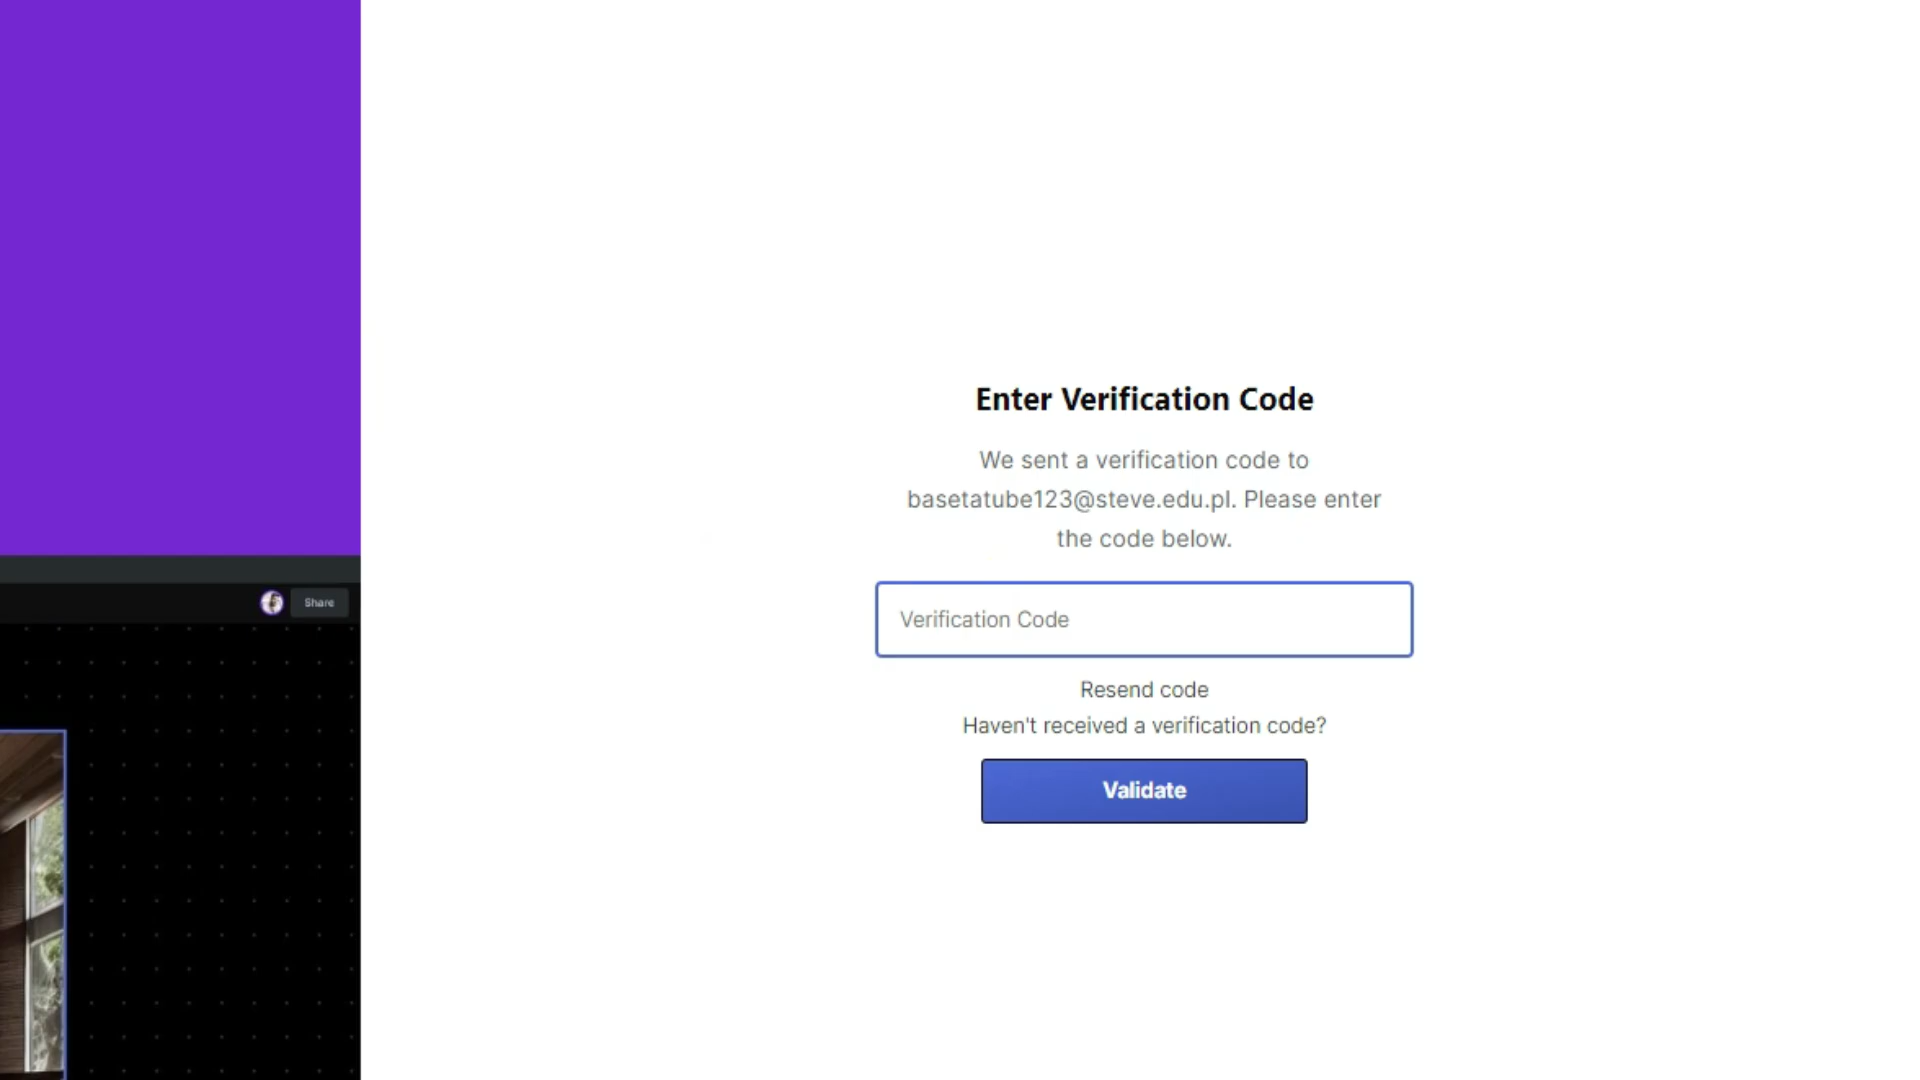 Share
Enter Verification Code
We sent a verification code to
basetatube123@steve.edu.pl. Please enter
the code below.
Verification Code
Resend code
Haven't received a verification code?
Validate